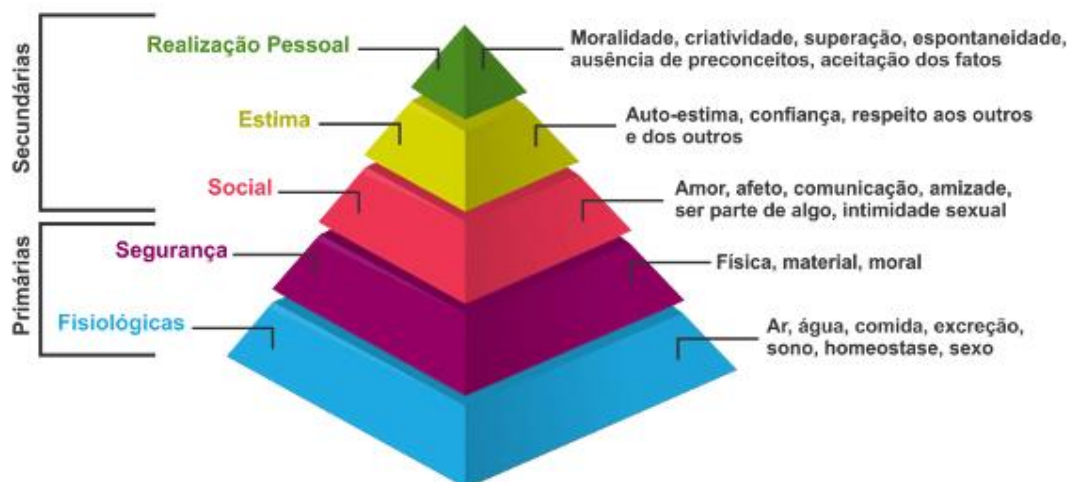 Secundárias
Realização Pessoal
Moralidade, criatividade, superação, espontaneidade,
ausência de preconceitos, aceitação dos fatos
Estima
Auto-estima, confiança, respeito aos outros
e dos outros
Social
Amor, afeto, comunicação, amizade,
ser parte de algo, intimidade sexual
Primárias
Segurança
Física, material, moral
Fisiológicas
Ar, água, comida, excreção,
sono, homeostase, sexo